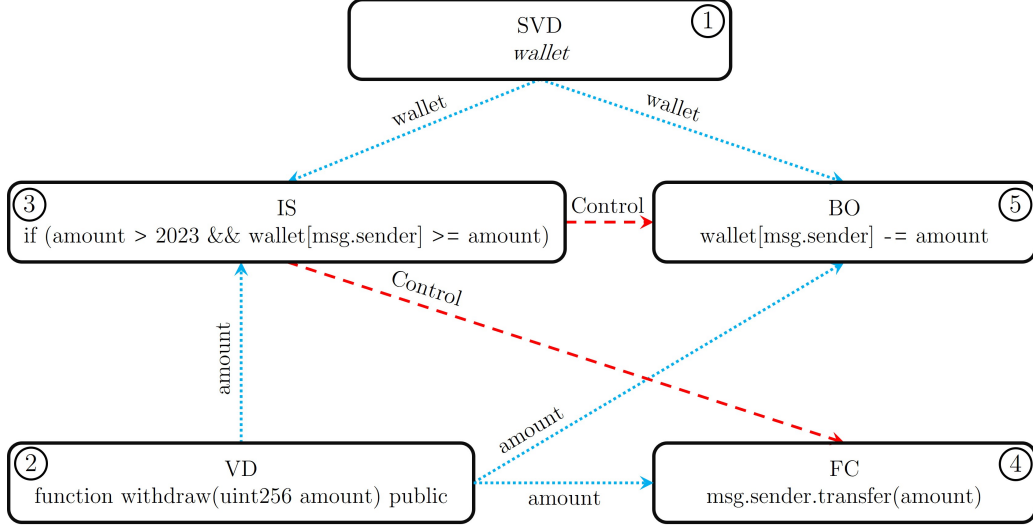 SVD
1
wallet
wallet
wallet
3
IS
if (amount > 2023 && wallet[msg.sender] >= amount)
Control
BO
5
wallet[msg.sender] -= amount
Control
amount
amount
2
VD
function withdraw(uint256 amount) public
amount
FC
4
msg.sender.transfer(amount)